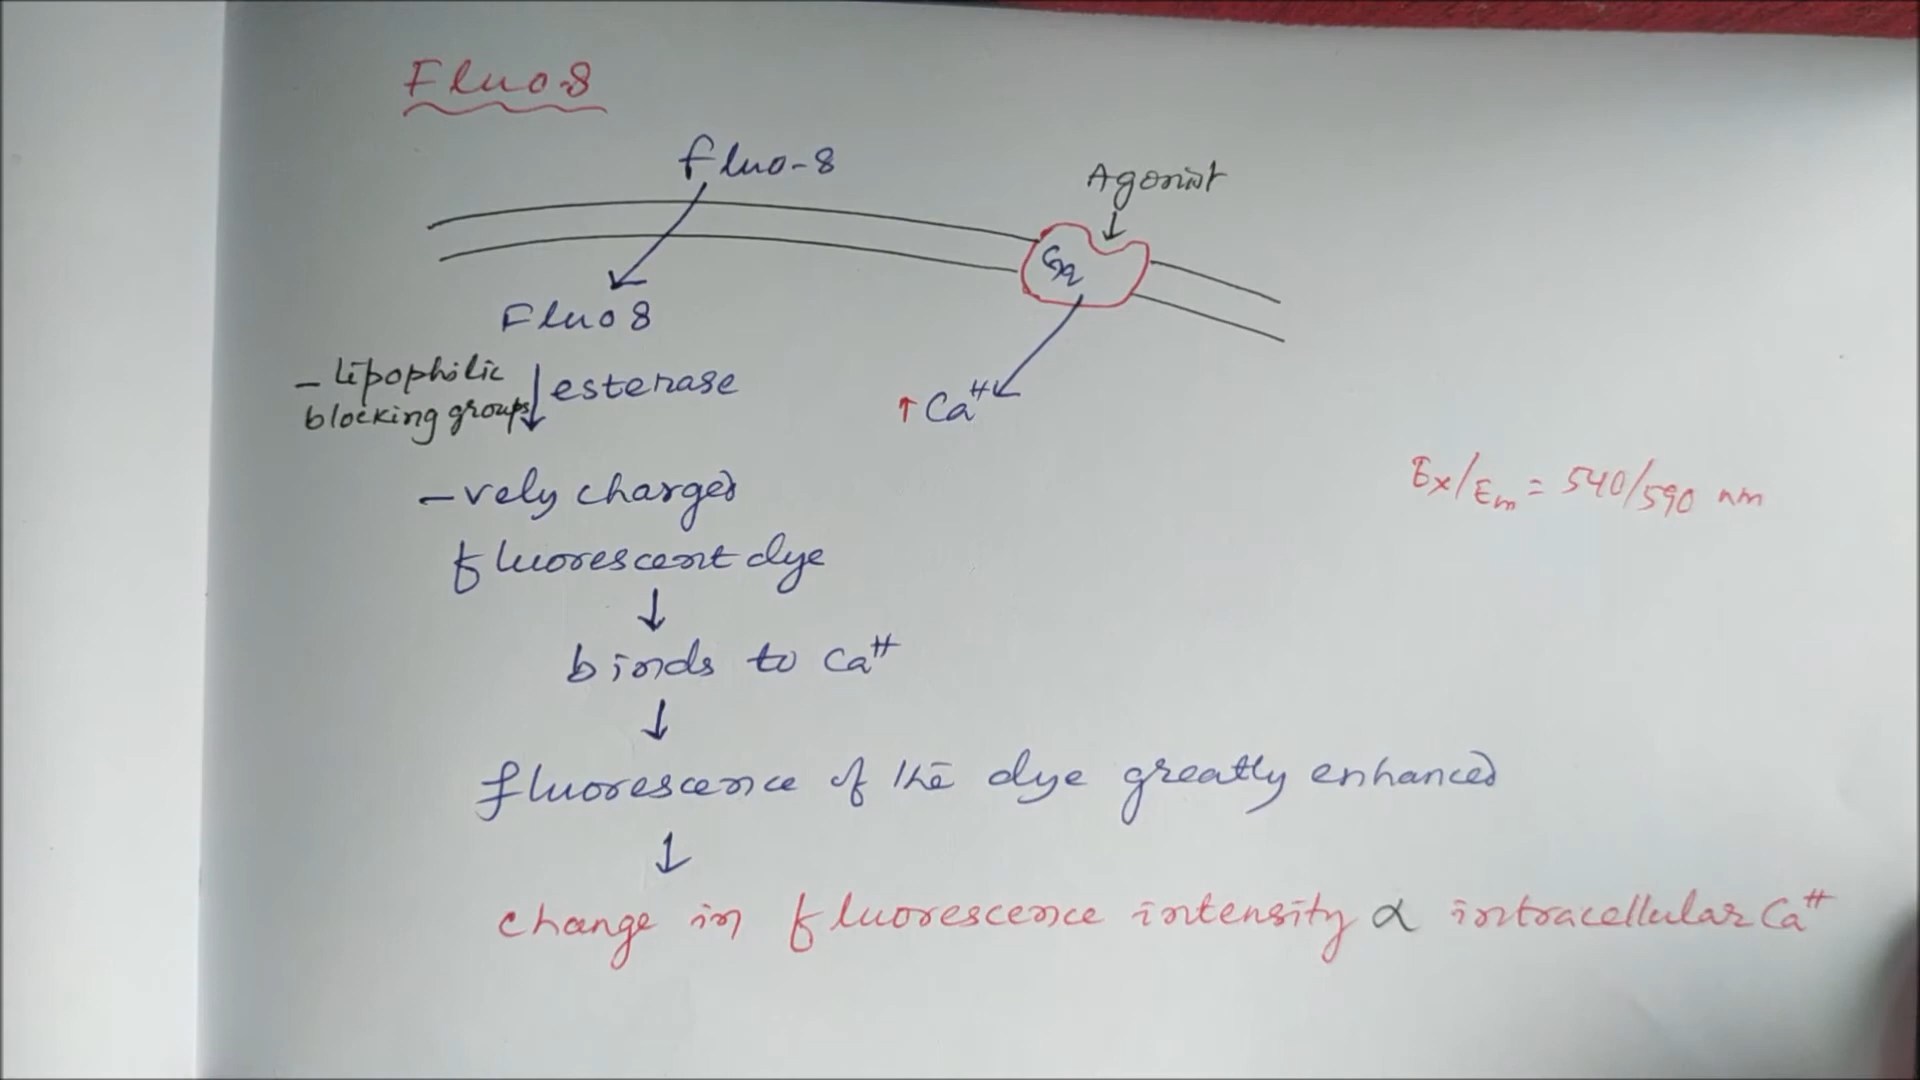 Fluo-8
fluo-8
Agonist
Gq
Fluo 8
- lipophilic
blocking groups
esterase
↑ Ca++
-vely charged
fluorescent dye
↓
binds to Ca++
↓
fluorescence of the dye greatly enhanced
↓
change in fluorescence intensity α intracellular Ca++
Ex/Em = 540/590 nm